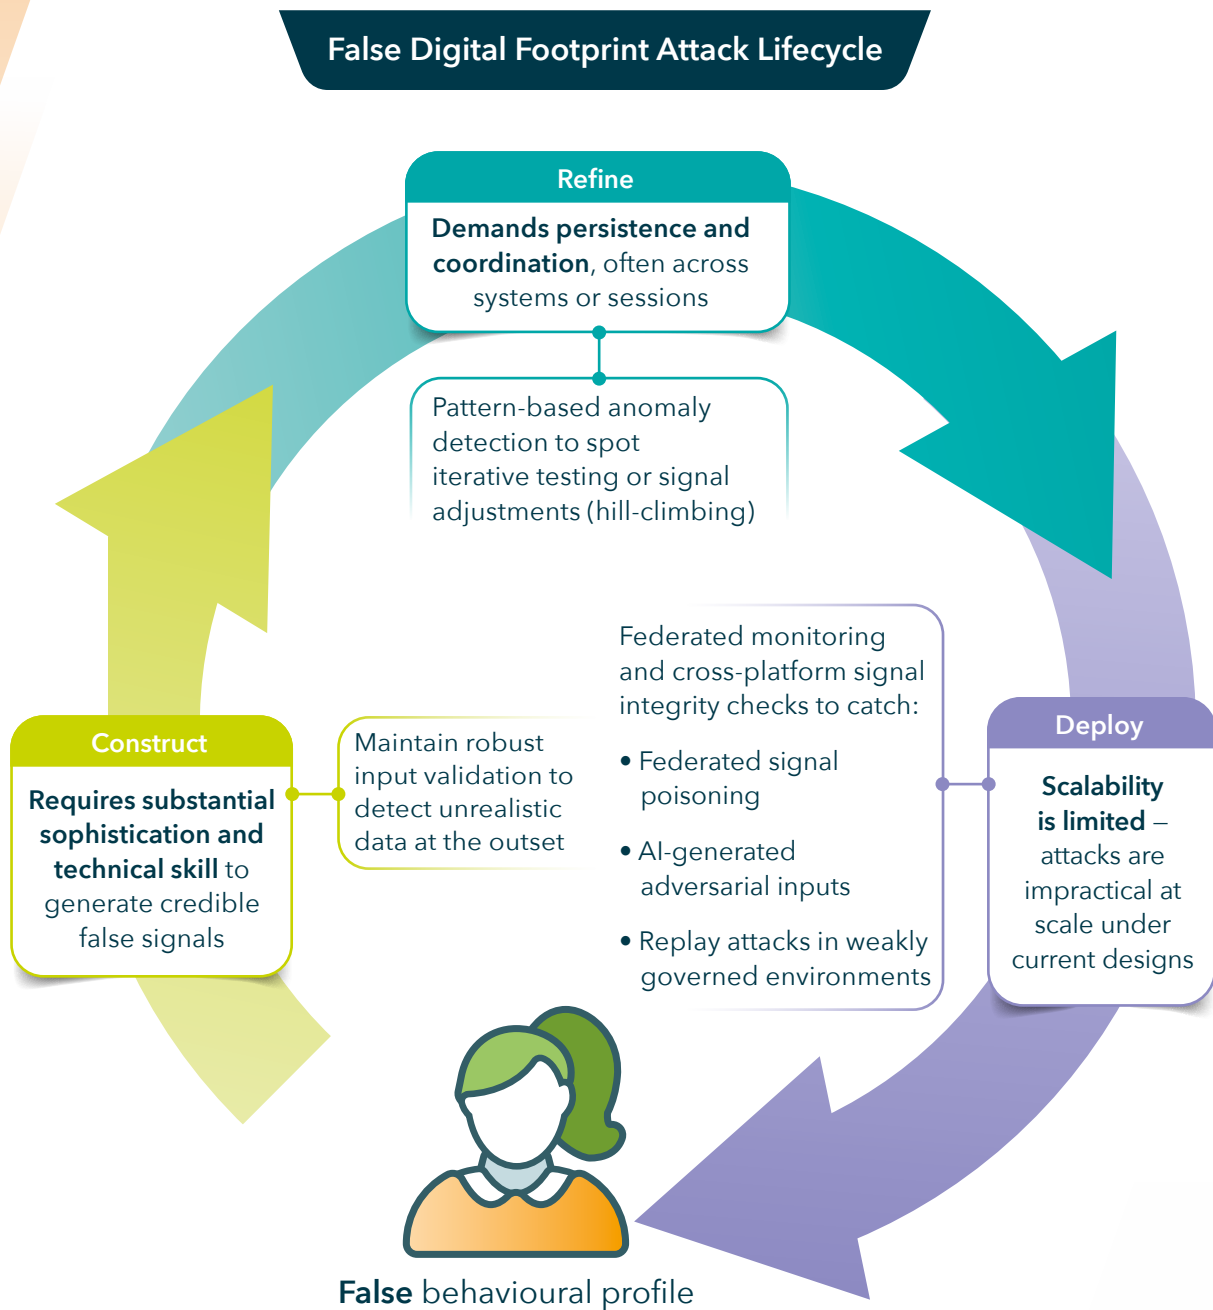 False Digital Footprint Attack Lifecycle
Refine
Demands persistence and
coordination, often across
systems or sessions
Pattern-based anomaly
detection to spot
iterative testing or signal
adjustments (hill-climbing)
Construct
Requires substantial
sophistication and
technical skill to
generate credible
false signals
Maintain robust
input validation to
detect unrealistic
data at the outset
Federated monitoring
and cross-platform signal
integrity checks to catch:
• Federated signal
poisoning
• AI-generated
adversarial inputs
• Replay attacks in weakly
governed environments
Deploy
Scalability
is limited –
attacks are
impractical at
scale under
current designs
False behavioural profile